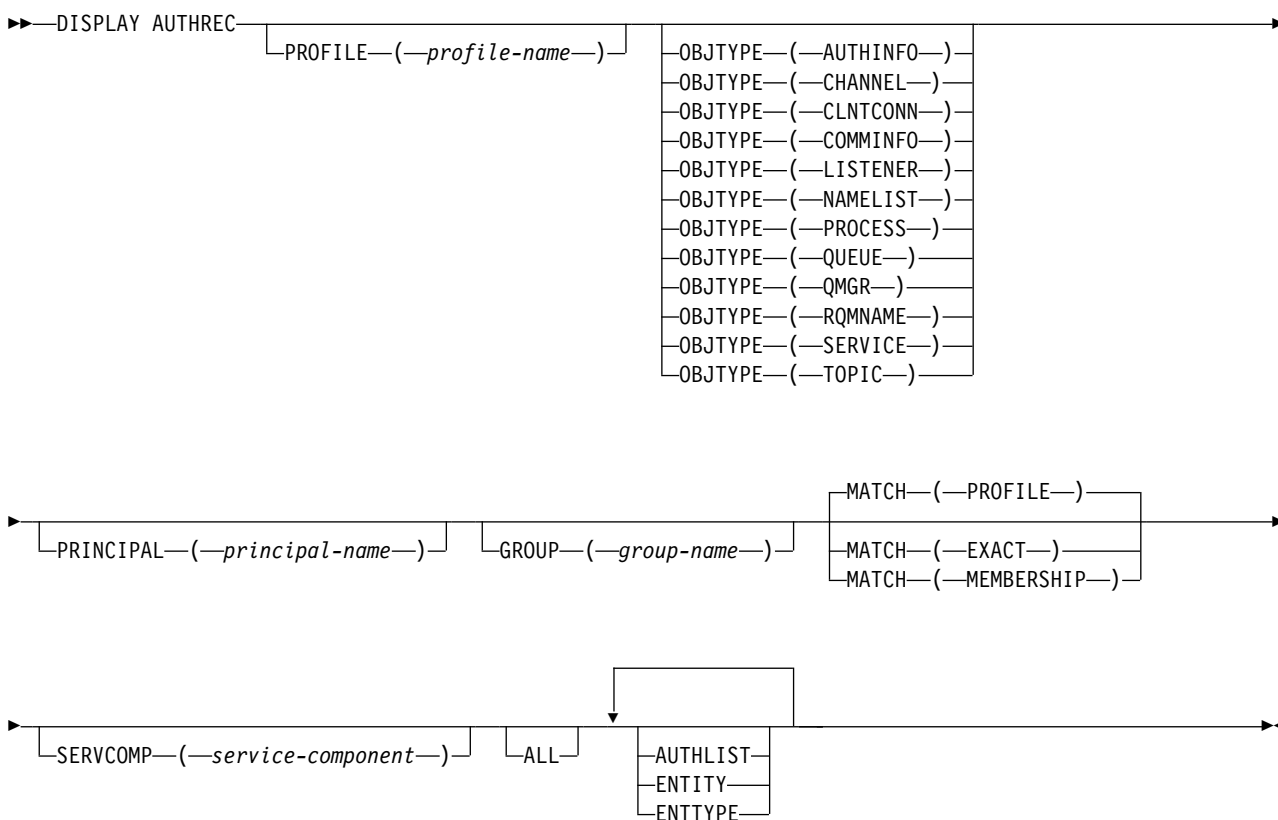 DISPLAY AUTHREC
PROFILE ( profile-name )
OBJTYPE ( AUTHINFO )
OBJTYPE ( CHANNEL )
OBJTYPE ( CLNTCONN )
OBJTYPE ( COMMINFO )
OBJTYPE ( LISTENER )
OBJTYPE ( NAMELIST )
OBJTYPE ( PROCESS )
OBJTYPE ( QUEUE )
OBJTYPE ( QMGR )
OBJTYPE ( RQMNAME )
OBJTYPE ( SERVICE )
OBJTYPE ( TOPIC )
PRINCIPAL ( principal-name )
GROUP ( group-name )
MATCH ( PROFILE )
MATCH ( EXACT )
MATCH ( MEMBERSHIP )
SERVCOMP ( service-component )
ALL
AUTHLIST
ENTITY
ENTTYPE